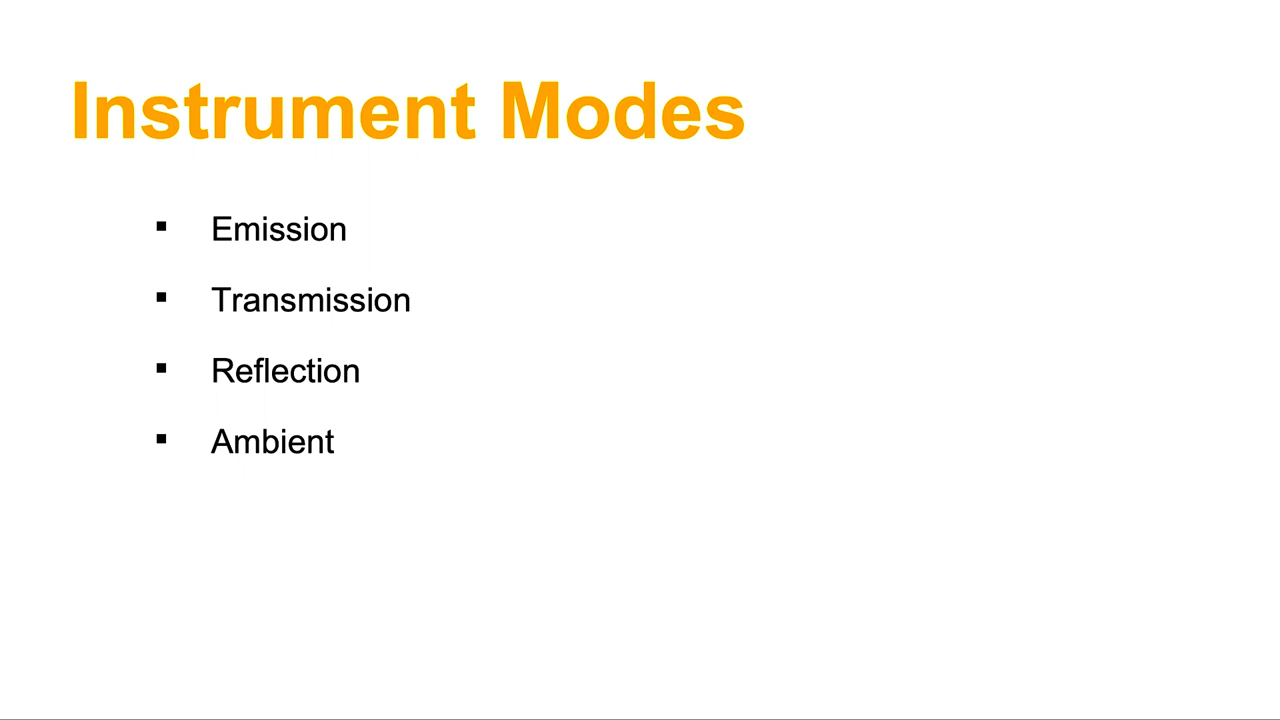 Instrument Modes
▪ Emission
▪ Transmission
▪ Reflection
▪ Ambient